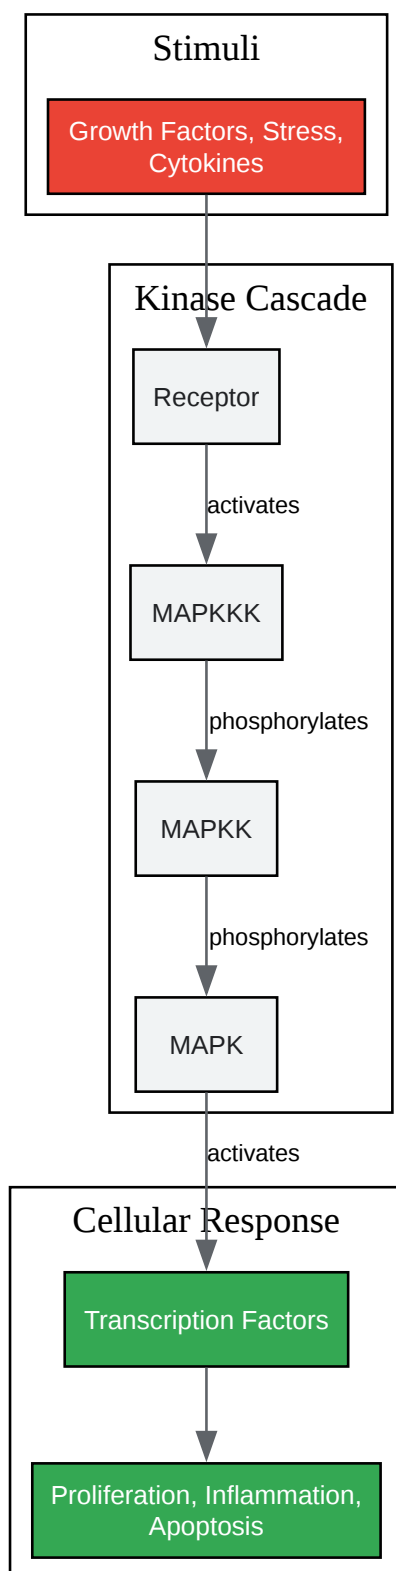 Stimuli
Growth Factors, Stress,
Cytokines
Kinase Cascade
Receptor
activates
MAPKKK
phosphorylates
MAPKK
phosphorylates
MAPK
activates
Cellular Response
Transcription Factors
Proliferation, Inflammation,
Apoptosis